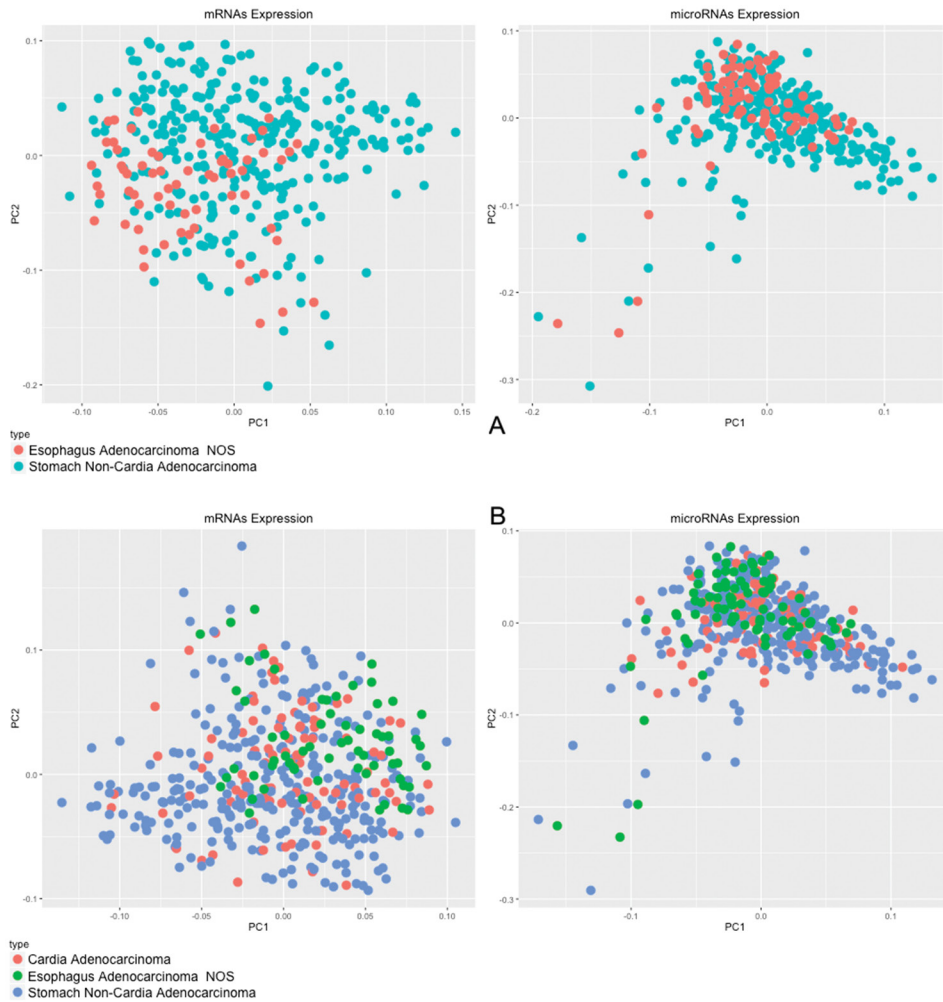 mRNAs Expression
0.1
0.0
-0.1
-0.2
PC2
-0.10
-0.05
0.00
0.05
0.10
0.15
PC1
microRNAs Expression
0.1
0.0
-0.1
-0.2
-0.3
PC2
-0.2
-0.1
0.0
0.1
PC1
A
type
Esophagus Adenocarcinoma NOS
Stomach Non-Cardia Adenocarcinoma
B
mRNAs Expression
0.1
0.0
-0.1
PC2
-0.10
-0.05
0.00
0.05
0.10
PC1
microRNAs Expression
0.1
0.0
-0.1
-0.2
-0.3
PC2
-0.1
0.0
0.1
PC1
type
Cardia Adenocarcinoma
Esophagus Adenocarcinoma NOS
Stomach Non-Cardia Adenocarcinoma